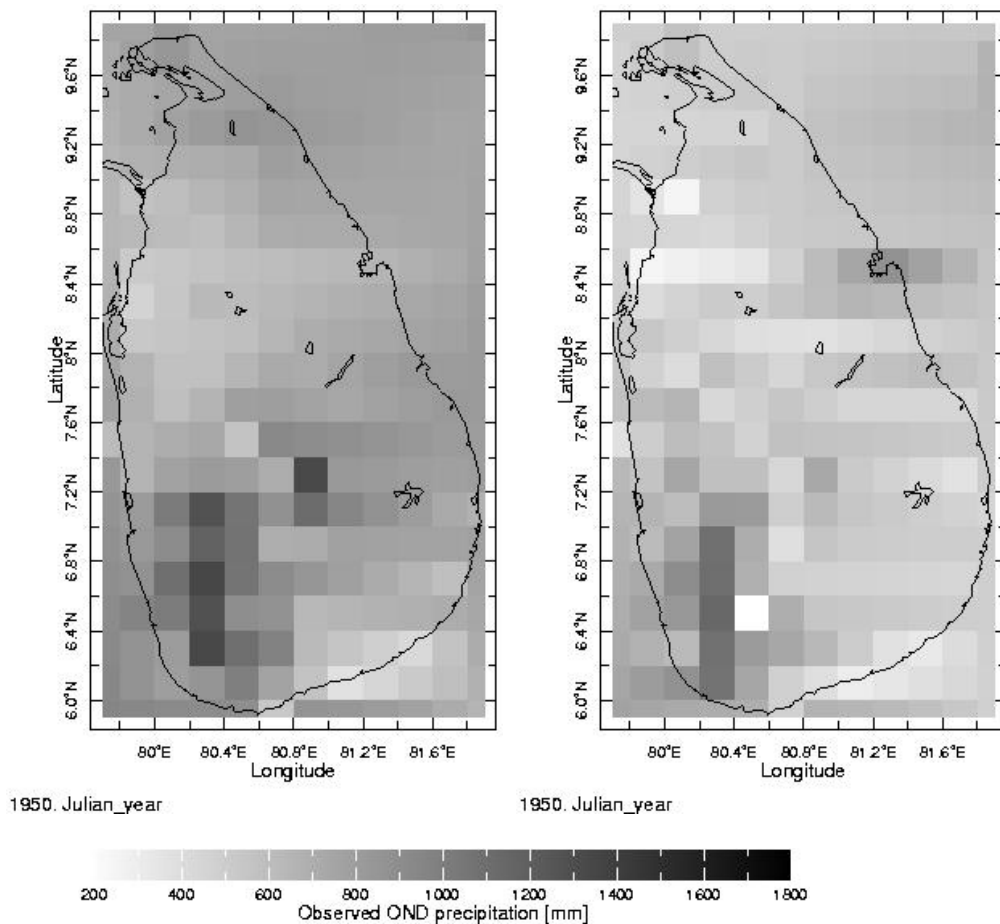 9.6°N
9.2°N
8.8°N
8.4°N
8°N
7.6°N
7.2°N
6.8°N
6.4°N
6.0°N
Latitude
80°E 80.4°E 80.8°E 81.2°E 81.6°E
Longitude
9.6°N
9.2°N
8.8°N
8.4°N
8°N
7.6°N
7.2°N
6.8°N
6.4°N
6.0°N
Latitude
80°E 80.4°E 80.8°E 81.2°E 81.6°E
Longitude
1950. Julian_year
1950. Julian_year
200 400 600 800 1000 1200 1400 1600 1800
Observed OND precipitation [mm]